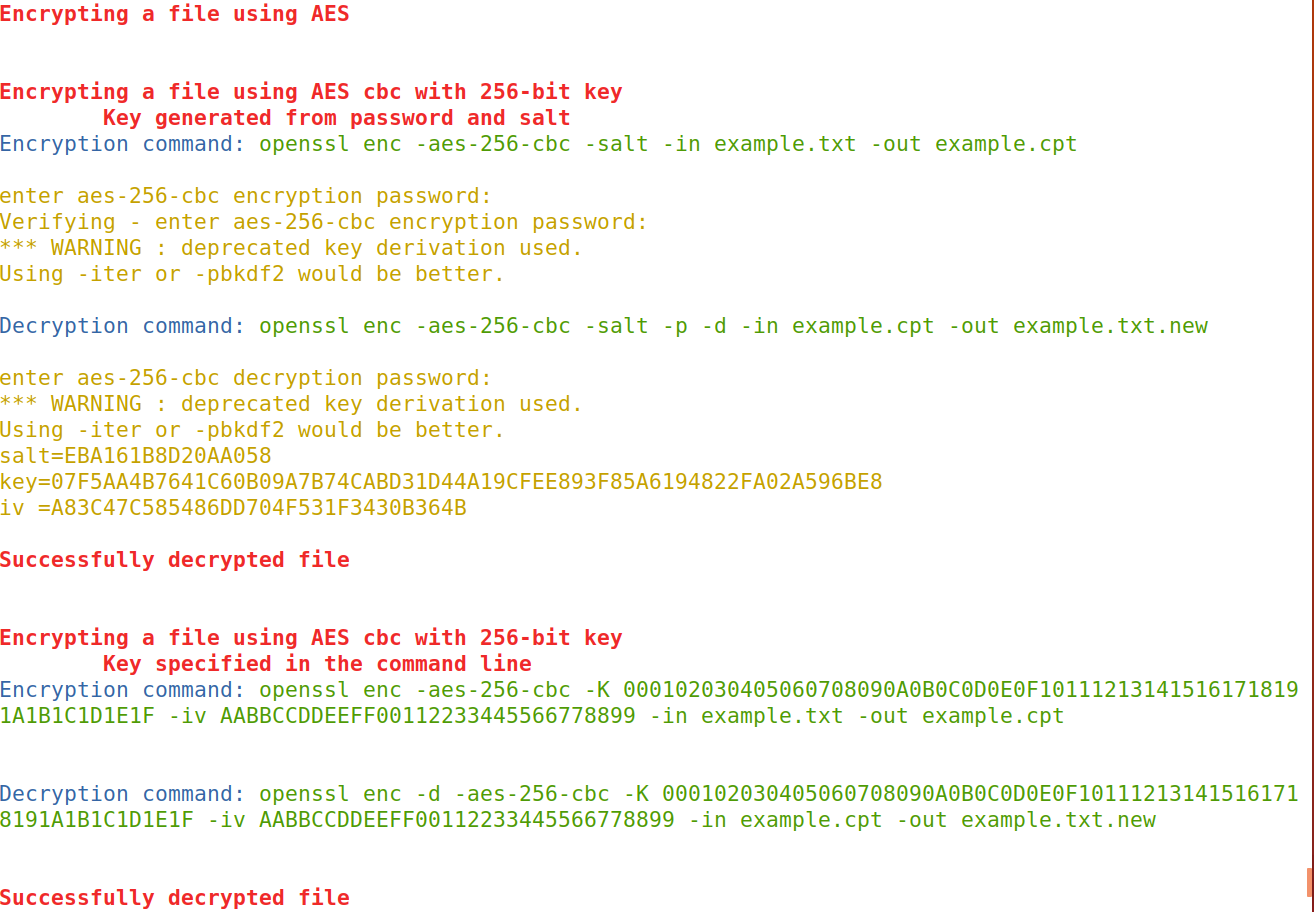 Encrypting a file using AES
Encrypting a file using AES cbc with 256-bit key
Key generated from password and salt
Encryption command: openssl enc -aes-256-cbc -salt -in example.txt -out example.cpt
enter aes-256-cbc encryption password:
Verifying - enter aes-256-cbc encryption password:
*** WARNING : deprecated key derivation used.
Using -iter or -pbkdf2 would be better.
Decryption command: openssl enc -aes-256-cbc -salt -p -d -in example.cpt -out example.txt.new
enter aes-256-cbc decryption password:
*** WARNING : deprecated key derivation used.
Using -iter or -pbkdf2 would be better.
salt=EBA161B8D20AA058
key=07F5AA4B7641C60B09A7B74CABD31D44A19CFEE893F85A6194822FA02A596BE8
iv =A83C47C585486DD704F531F3430B364B
Successfully decrypted file
Encrypting a file using AES cbc with 256-bit key
Key specified in the command line
Encryption command: openssl enc -aes-256-cbc -K 000102030405060708090A0B0C0D0E0F10111213141516171819
1A1B1C1D1E1F -iv AABBCCDDEEFF00112233445566778899 -in example.txt -out example.cpt
Decryption command: openssl enc -d -aes-256-cbc -K 000102030405060708090A0B0C0D0E0F1011121314151617​1
8191A1B1C1D1E1F -iv AABBCCDDEEFF00112233445566778899 -in example.cpt -out example.txt.new
Successfully decrypted file